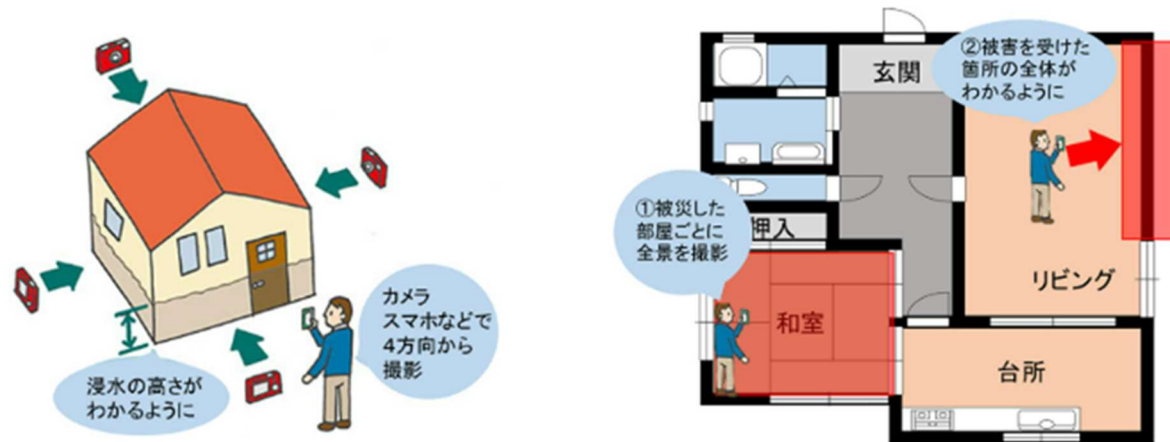 浸水の高さが
わかるように
カメラ
スマホなどで
4方向から
撮影
①被災した
部屋ごとに
全景を撮影
②被害を受けた
箇所の全体が
わかるように
玄関
押入
和室
リビング
台所